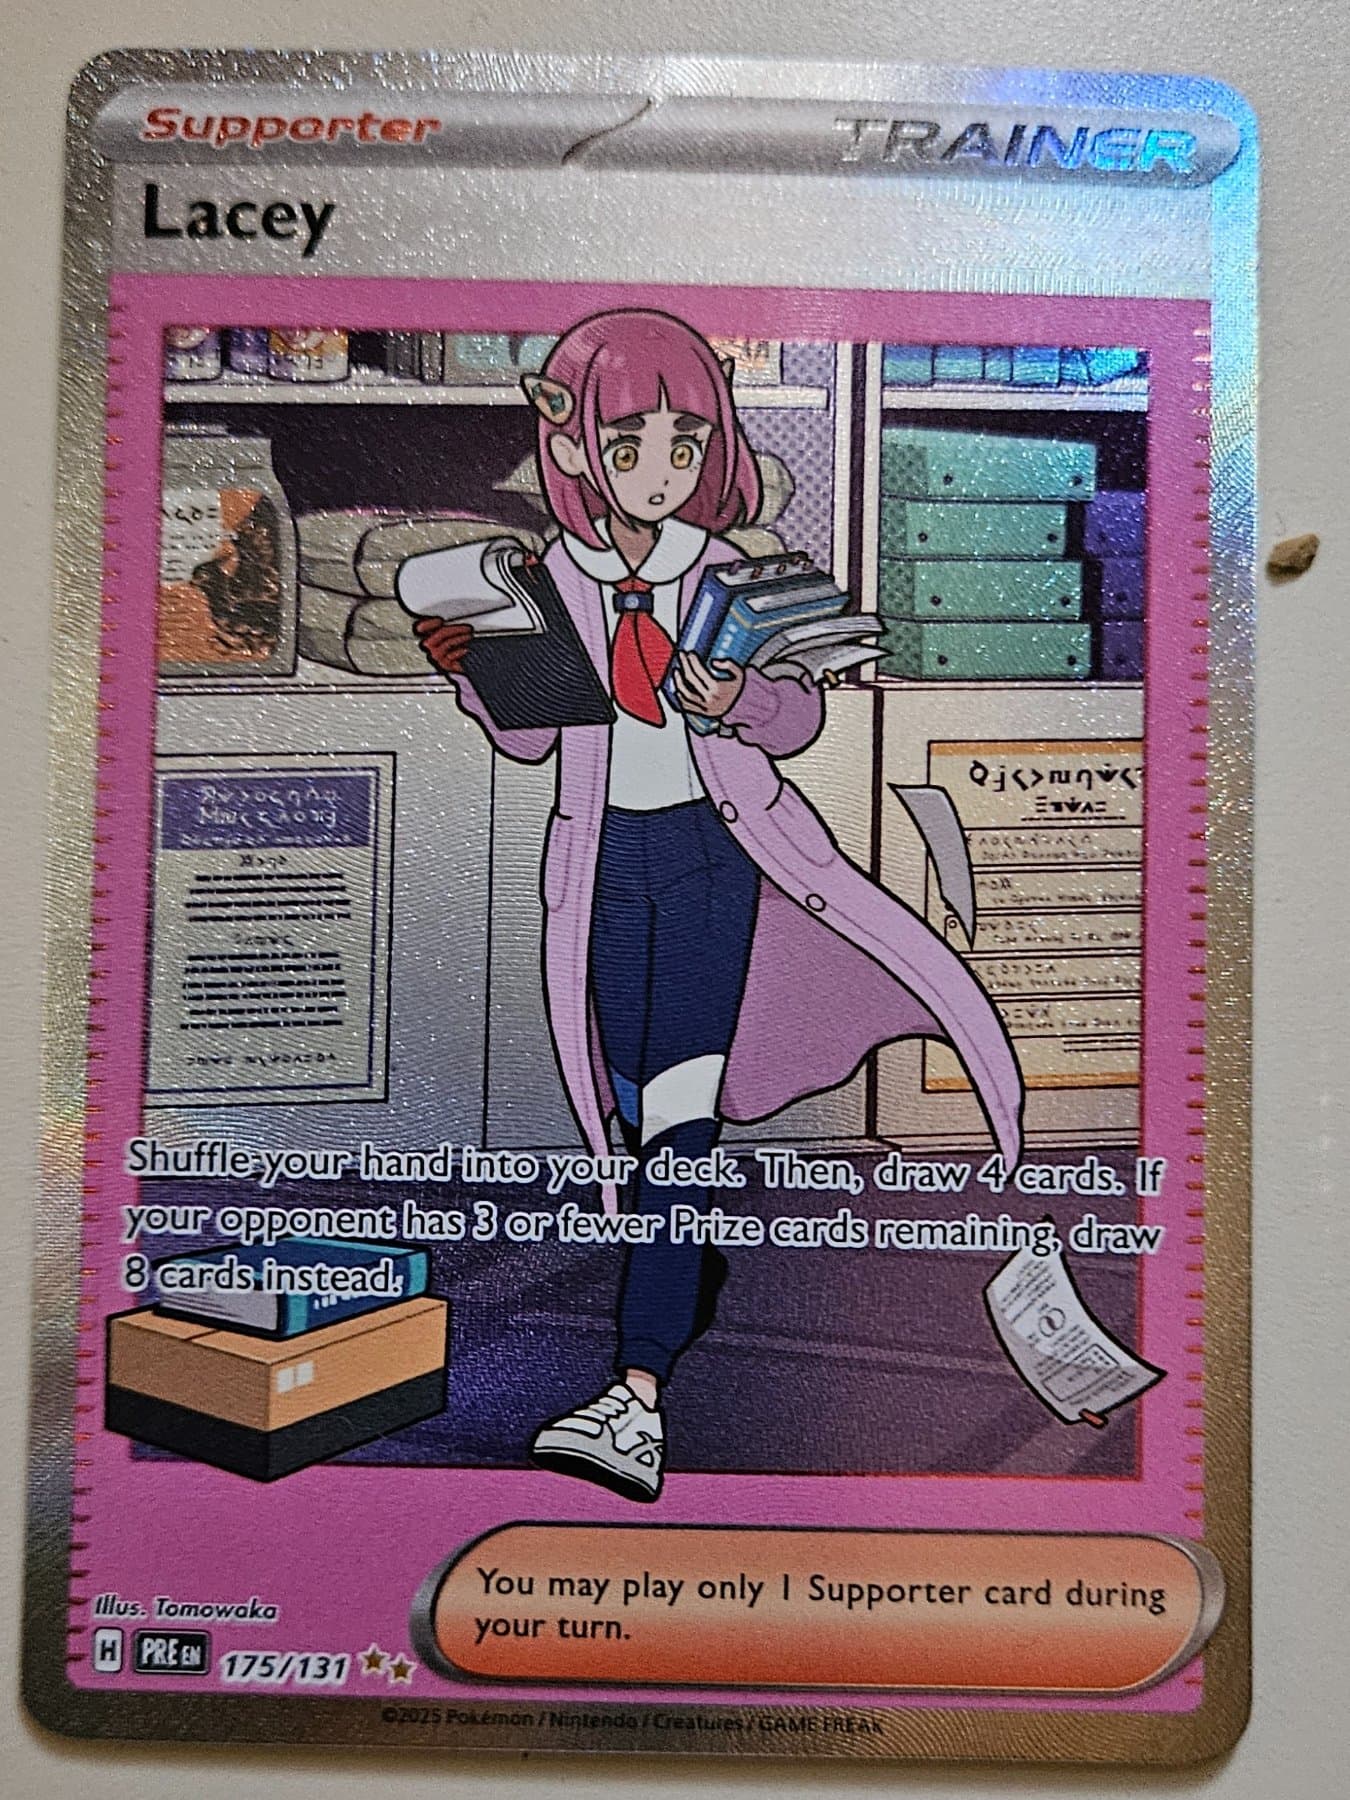 Supporter
TRAINER
Lacey
Shuffle your hand into your deck. Then, draw 4 cards. If
your opponent has 3 or fewer Prize cards remaining, draw
8 cards instead.
You may play only 1 Supporter card during
your turn.
Illus. Tomowaka
H PRE EN 175/131
©2025 Pokémon / Nintendo / Creatures / GAME FREAK